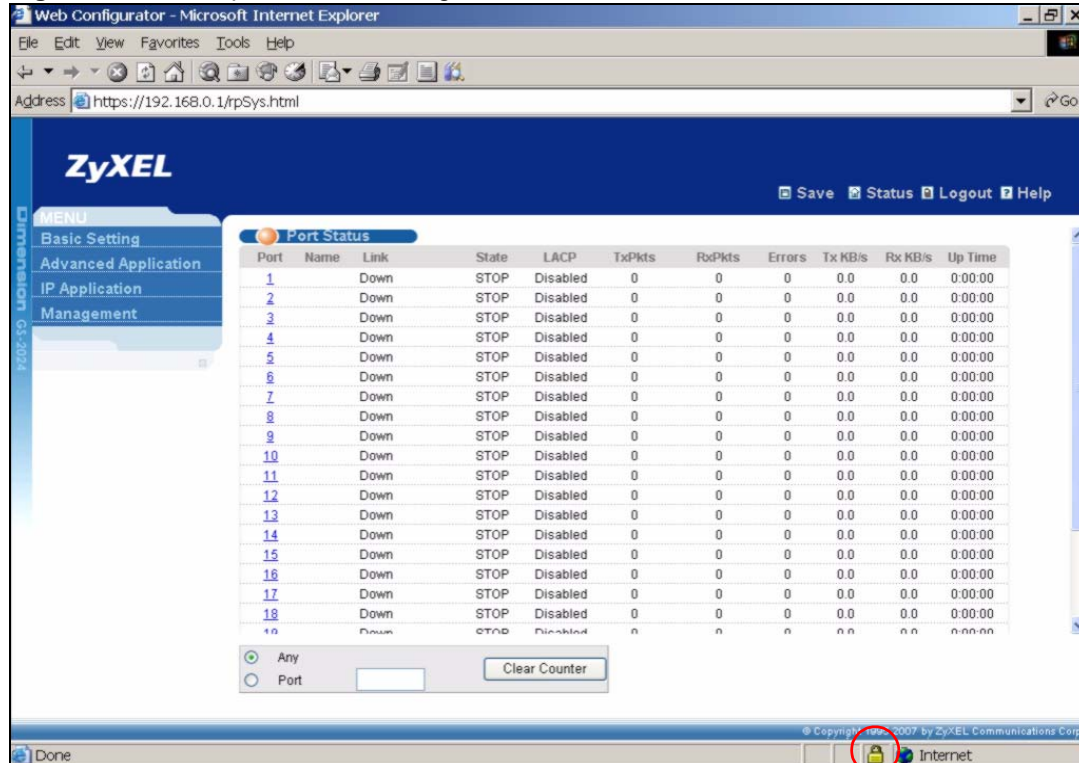 Web Configurator - Microsoft Internet Explorer
File Edit View Favorites Tools Help
Address https://192.168.0.1/rpSys.html Go
ZyXEL
Save Status Logout Help
Dimension GS-2024
MENU
Basic Setting
Advanced Application
IP Application
Management
Port Status
Port Name Link State LACP TxPkts RxPkts Errors Tx KB/s Rx KB/s Up Time
1 Down STOP Disabled 0 0 0 0.0 0.0 0:00:00
2 Down STOP Disabled 0 0 0 0.0 0.0 0:00:00
3 Down STOP Disabled 0 0 0 0.0 0.0 0:00:00
4 Down STOP Disabled 0 0 0 0.0 0.0 0:00:00
5 Down STOP Disabled 0 0 0 0.0 0.0 0:00:00
6 Down STOP Disabled 0 0 0 0.0 0.0 0:00:00
7 Down STOP Disabled 0 0 0 0.0 0.0 0:00:00
8 Down STOP Disabled 0 0 0 0.0 0.0 0:00:00
9 Down STOP Disabled 0 0 0 0.0 0.0 0:00:00
10 Down STOP Disabled 0 0 0 0.0 0.0 0:00:00
11 Down STOP Disabled 0 0 0 0.0 0.0 0:00:00
12 Down STOP Disabled 0 0 0 0.0 0.0 0:00:00
13 Down STOP Disabled 0 0 0 0.0 0.0 0:00:00
14 Down STOP Disabled 0 0 0 0.0 0.0 0:00:00
15 Down STOP Disabled 0 0 0 0.0 0.0 0:00:00
16 Down STOP Disabled 0 0 0 0.0 0.0 0:00:00
17 Down STOP Disabled 0 0 0 0.0 0.0 0:00:00
18 Down STOP Disabled 0 0 0 0.0 0.0 0:00:00
19 Down STOP Disabled 0 0 0 0.0 0.0 0:00:00
Any
Port
Clear Counter
© Copyright 1995-2007 by ZyXEL Communications Corp
Done Internet